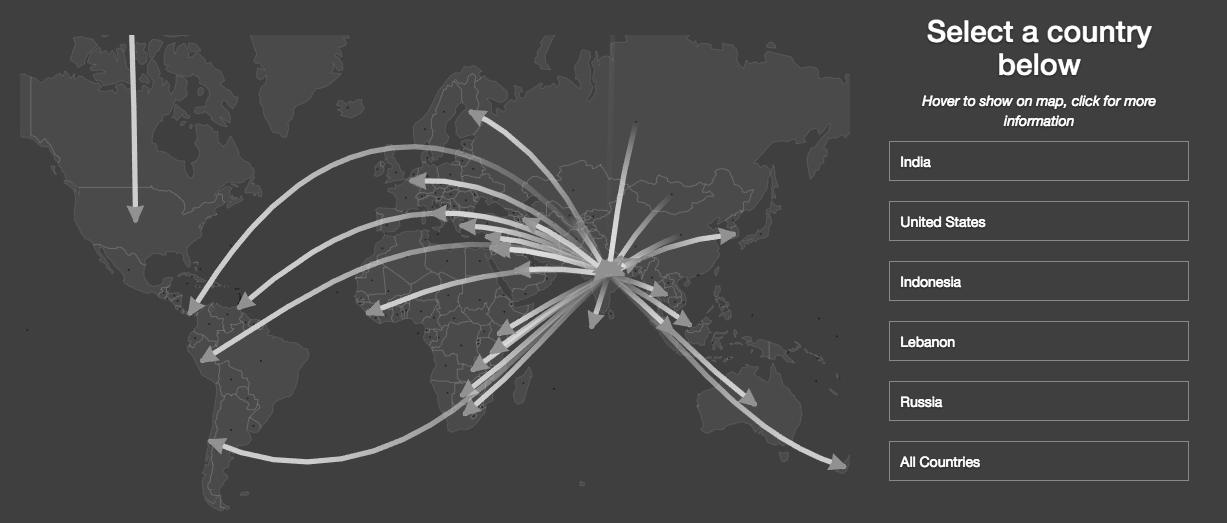 Select a country
below
Hover to show on map, click for more
information
India
United States
Indonesia
Lebanon
Russia
All Countries